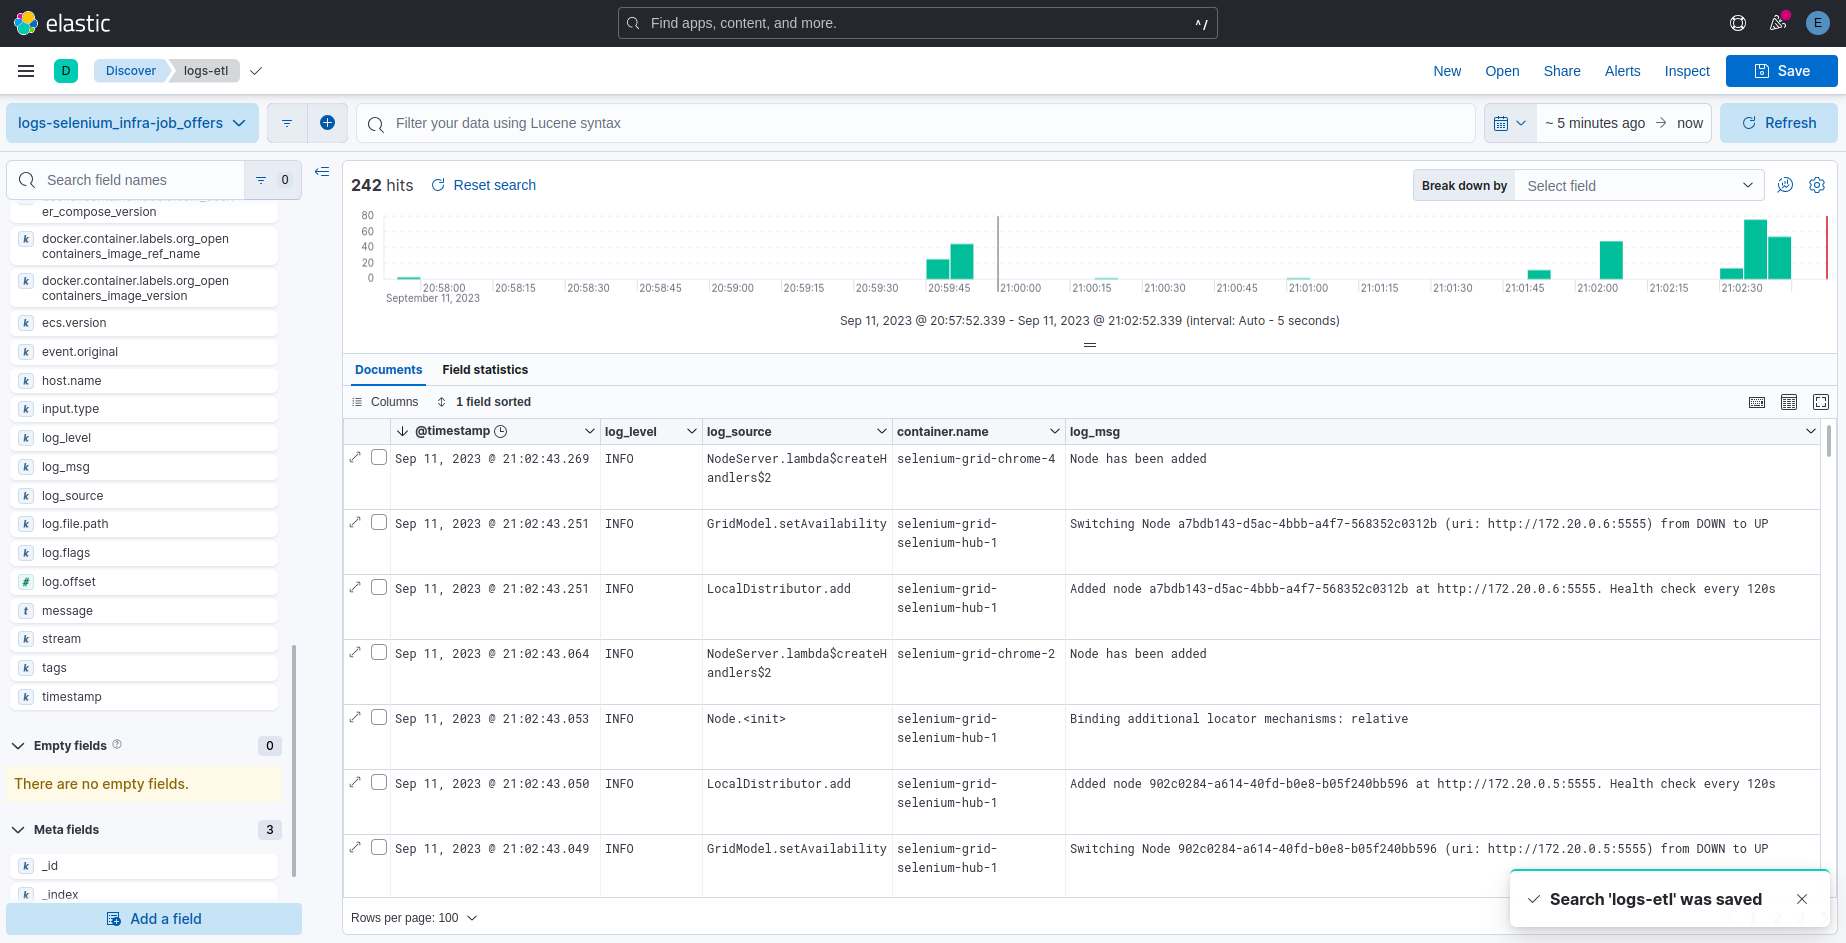 elastic
Find apps, content, and more.
^/
E
D
Discover
logs-etl
New
Open
Share
Alerts
Inspect
Save
logs-selenium_infra-job_offers
Filter your data using Lucene syntax
~ 5 minutes ago → now
Refresh
Search field names
0
er_compose_version
k docker.container.labels.org_open
containers_image_ref_name
k docker.container.labels.org_open
containers_image_version
k ecs.version
k event.original
k host.name
k input.type
k log_level
k log_msg
k log_source
k log.file.path
k log.flags
# log.offset
t message
k stream
k tags
k timestamp
Empty fields
0
There are no empty fields.
Meta fields
3
k _id
k _index
Add a field
242 hits
Reset search
Break down by
Select field
80
60
40
20
0
20:58:00
20:58:15
20:58:30
20:58:45
20:59:00
20:59:15
20:59:30
20:59:45
21:00:00
21:00:15
21:00:30
21:00:45
21:01:00
21:01:15
21:01:30
21:01:45
21:02:00
21:02:15
21:02:30
September 11, 2023
Sep 11, 2023 @ 20:57:52.339 - Sep 11, 2023 @ 21:02:52.339 (interval: Auto - 5 seconds)
Documents
Field statistics
Columns
1 field sorted
@timestamp
log_level
log_source
container.name
log_msg
Sep 11, 2023 @ 21:02:43.269
INFO
NodeServer.lambda$createH
andlers$2
selenium-grid-chrome-4
Node has been added
Sep 11, 2023 @ 21:02:43.251
INFO
GridModel.setAvailability
selenium-grid-
selenium-hub-1
Switching Node a7bdb143-d5ac-4bbb-a4f7-568352c0312b (uri: http://172.20.0.6:5555) from DOWN to UP
Sep 11, 2023 @ 21:02:43.251
INFO
LocalDistributor.add
selenium-grid-
selenium-hub-1
Added node a7bdb143-d5ac-4bbb-a4f7-568352c0312b at http://172.20.0.6:5555. Health check every 120s
Sep 11, 2023 @ 21:02:43.064
INFO
NodeServer.lambda$createH
andlers$2
selenium-grid-chrome-2
Node has been added
Sep 11, 2023 @ 21:02:43.053
INFO
Node.<init>
selenium-grid-
selenium-hub-1
Binding additional locator mechanisms: relative
Sep 11, 2023 @ 21:02:43.050
INFO
LocalDistributor.add
selenium-grid-
selenium-hub-1
Added node 902c0284-a614-40fd-b0e8-b05f240bb596 at http://172.20.0.5:5555. Health check every 120s
Sep 11, 2023 @ 21:02:43.049
INFO
GridModel.setAvailability
selenium-grid-
selenium-hub-1
Switching Node 902c0284-a614-40fd-b0e8-b05f240bb596 (uri: http://172.20.0.5:5555) from DOWN to UP
Rows per page: 100
Search 'logs-etl' was saved